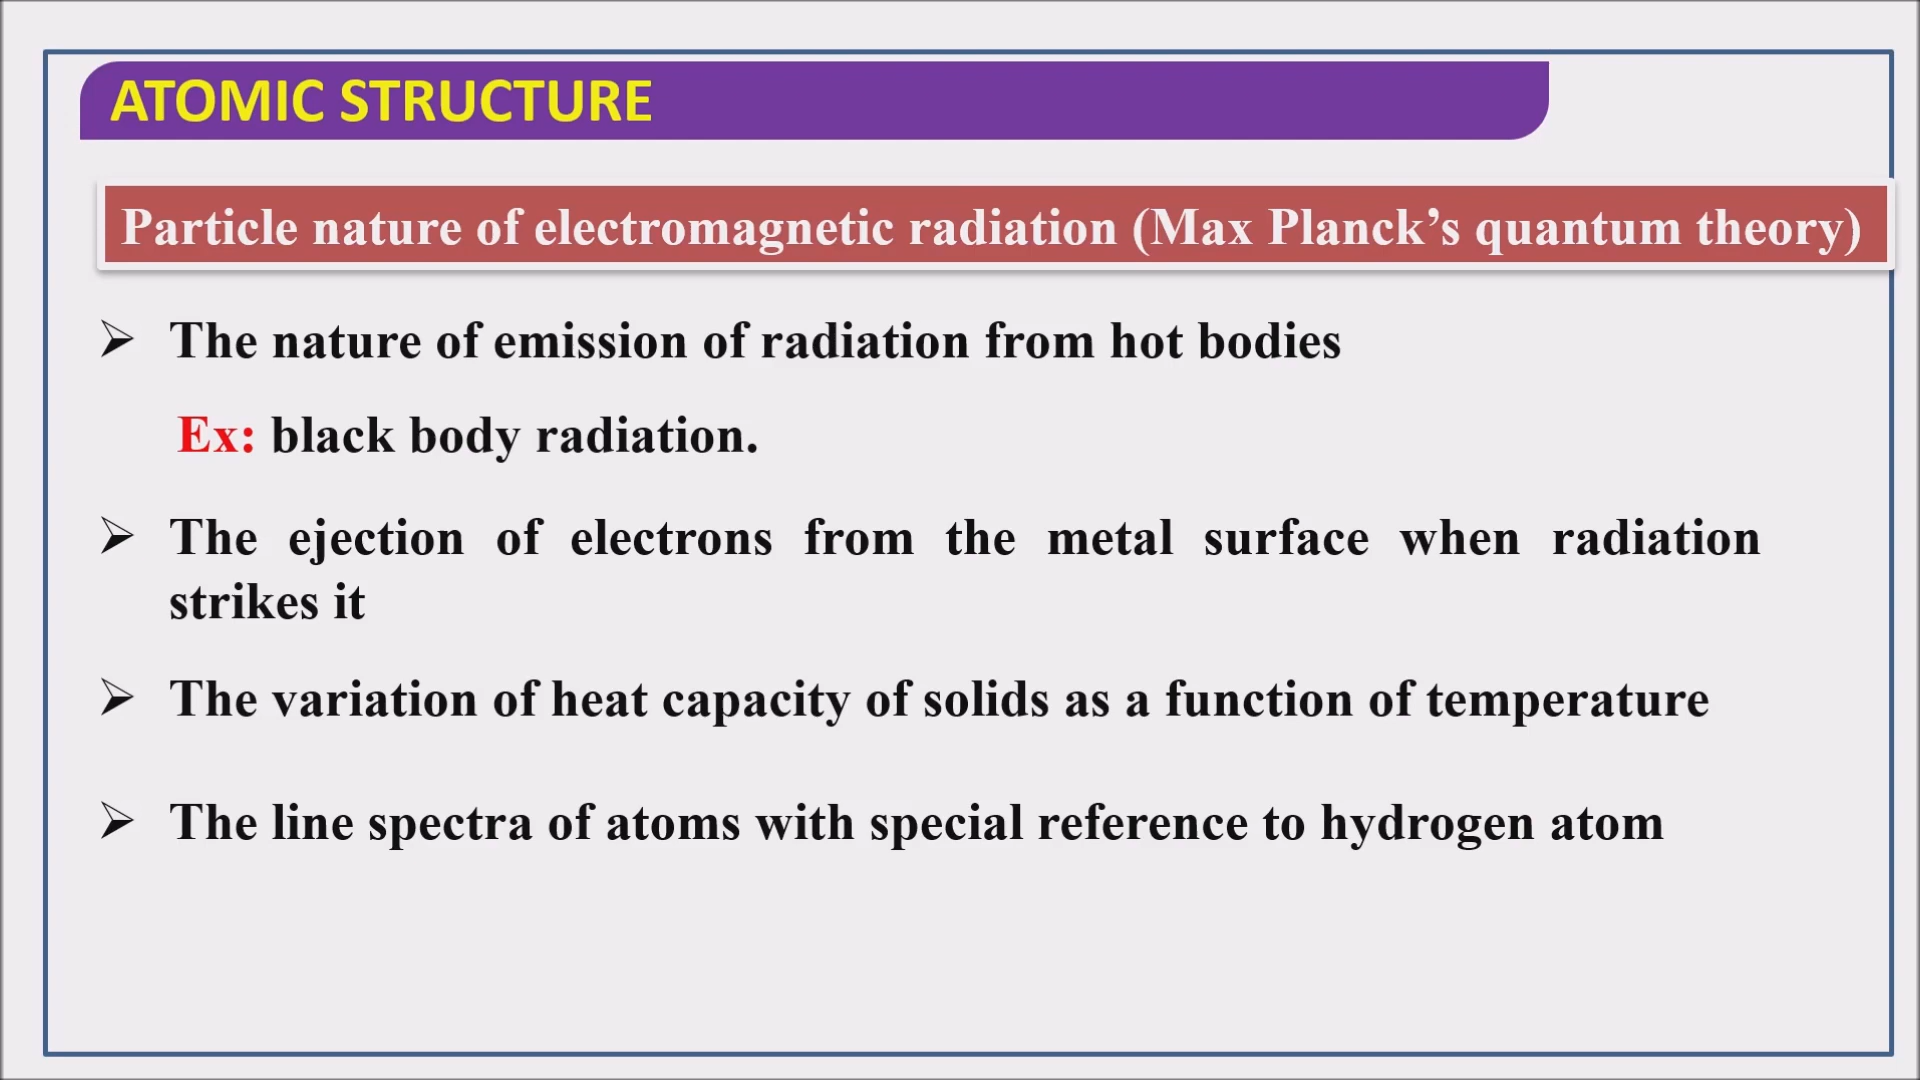 ATOMIC STRUCTURE
Particle nature of electromagnetic radiation (Max Planck’s quantum theory)
➢ The nature of emission of radiation from hot bodies
Ex: black body radiation.
➢ The ejection of electrons from the metal surface when radiation
strikes it
➢ The variation of heat capacity of solids as a function of temperature
➢ The line spectra of atoms with special reference to hydrogen atom